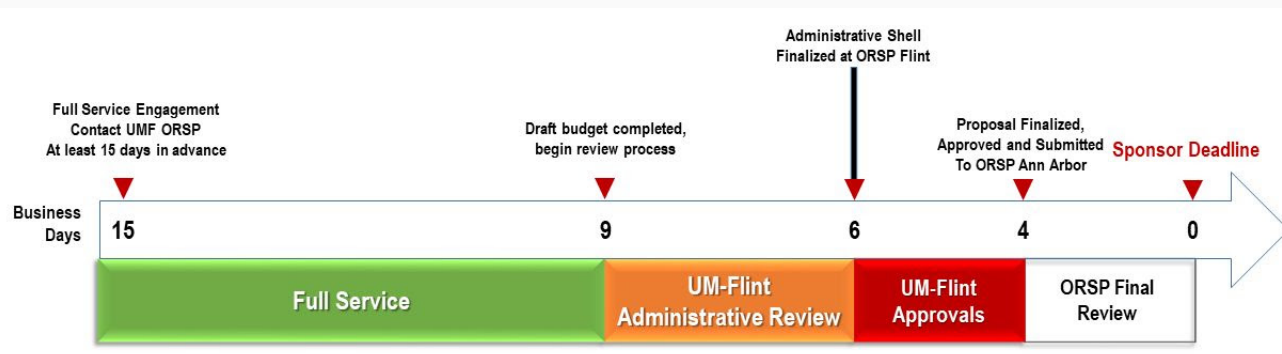 Administrative Shell
Finalized at ORSP Flint
Full Service Engagement
Contact UMF ORSP
At least 15 days in advance
Draft budget completed,
begin review process
Proposal Finalized,
Approved and Submitted
To ORSP Ann Arbor
Sponsor Deadline
Business
Days
15
9
6
4
0
Full Service
UM-Flint
Administrative Review
UM-Flint
Approvals
ORSP Final
Review